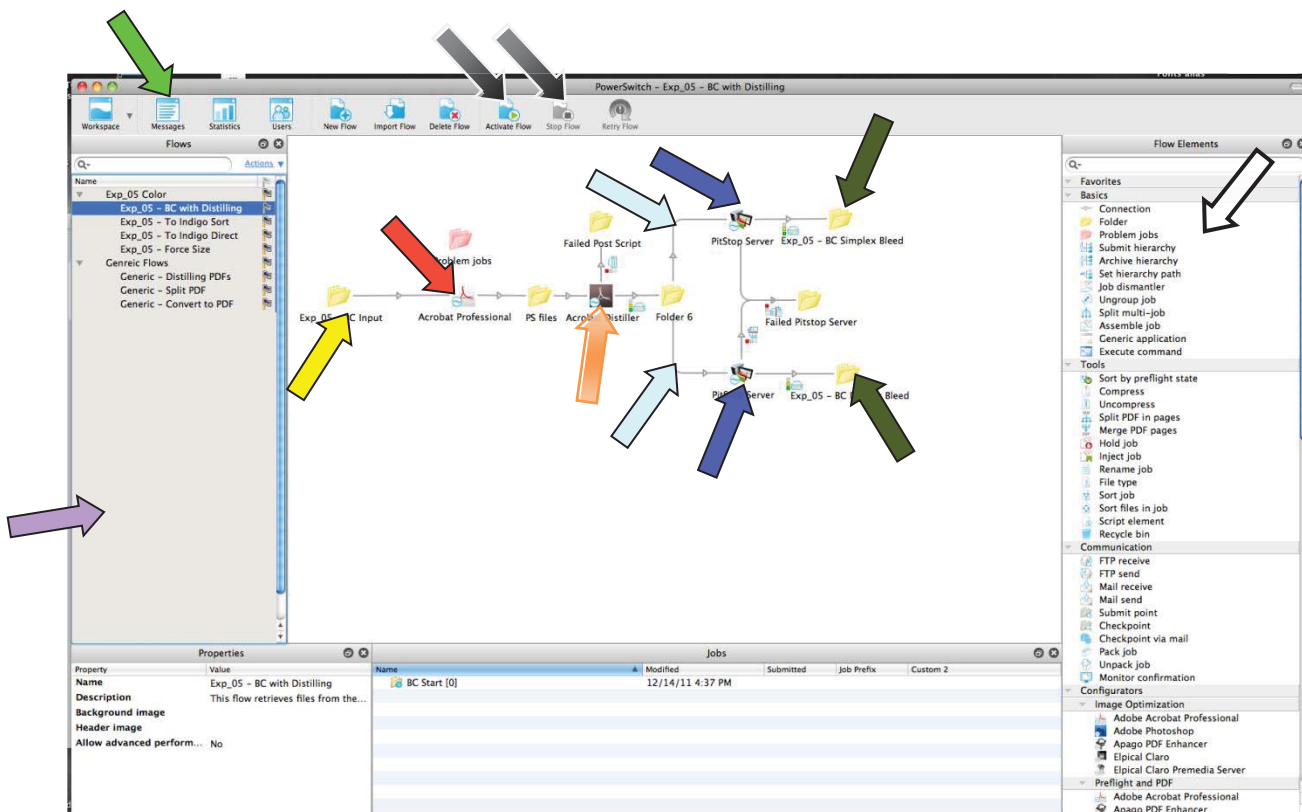 Fonts alias
PowerSwitch – Exp_05 – BC with Distilling
Workspace Messages Statistics Users New Flow Import Flow Delete Flow Activate Flow Stop Flow Retry Flow
Flows
Actions
Name
Exp_05 Color
Exp_05 – BC with Distilling
Exp_05 – To Indigo Sort
Exp_05 – To Indigo Direct
Exp_05 – Force Size
Genreic Flows
Generic – Distilling PDFs
Generic – Split PDF
Generic – Convert to PDF
Failed Post Script
PitStop Server
Exp_05 – BC Simplex Bleed
jobs
Input
Acrobat Professional
PS files
Folder 6
Failed Pitstop Server
Server
Exp_05 – BC
Bleed
Flow Elements
Favorites
Basics
Connection
Folder
Problem jobs
Submit hierarchy
Archive hierarchy
Set hierarchy path
Job dismantler
Ungroup job
Split multi-job
Assemble job
Generic application
Execute command
Tools
Sort by preflight state
Compress
Uncompress
Split PDF in pages
Merge PDF pages
Hold job
Inject job
Rename job
File type
Sort job
Sort files in job
Script element
Recycle bin
Communication
FTP receive
FTP send
Mail receive
Mail send
Submit point
Checkpoint
Checkpoint via mail
Pack job
Unpack job
Monitor confirmation
Configurators
Image Optimization
Adobe Acrobat Professional
Adobe Photoshop
Apago PDF Enhancer
Elpical Claro
Elpical Claro Premedia Server
Preflight and PDF
Adobe Acrobat Professional
Apago PDF Enhancer
Properties
Property Value
Name Exp_05 – BC with Distilling
Description This flow retrieves files from the...
Background image
Header image
Allow advanced perform... No
Jobs
Name Modified Submitted Job Prefix Custom 2
BC Start [0] 12/14/11 4:37 PM